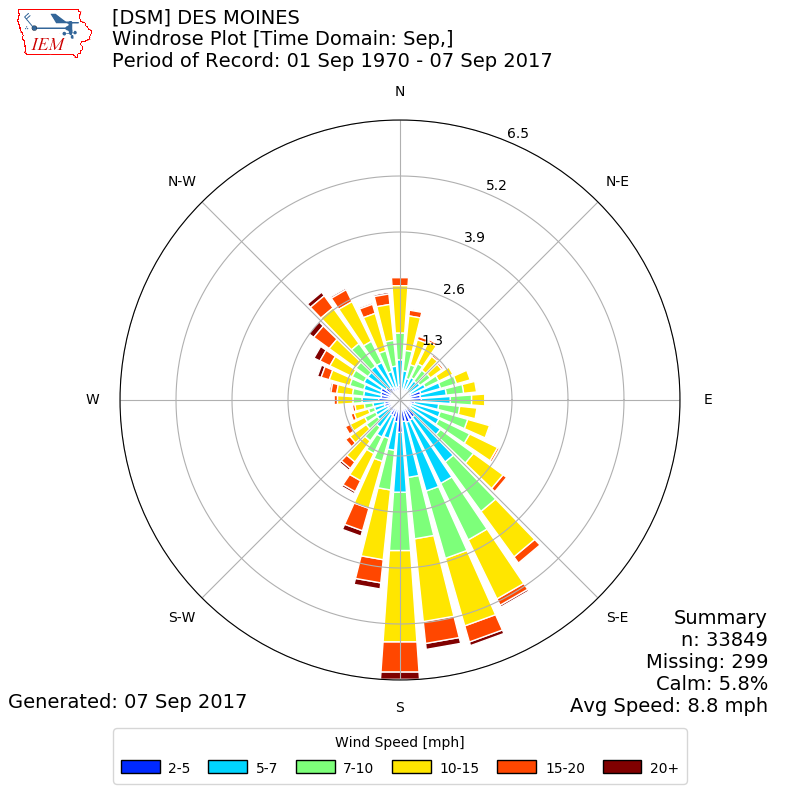 IEM
[DSM] DES MOINES
Windrose Plot [Time Domain: Sep,]
Period of Record: 01 Sep 1970 - 07 Sep 2017
N
6.5
N-W
N-E
5.2
3.9
2.6
1.3
W
E
S-W
S-E
S
Summary
n: 33849
Missing: 299
Calm: 5.8%
Avg Speed: 8.8 mph
Generated: 07 Sep 2017
Wind Speed [mph]
2-5 5-7 7-10 10-15 15-20 20+